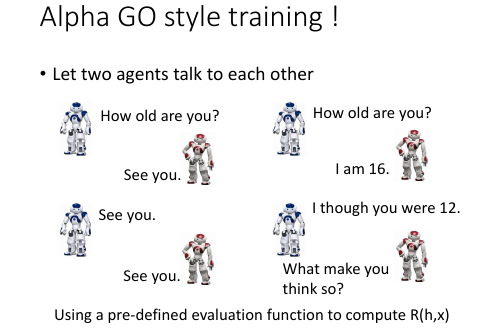 Alpha GO style training !
• Let two agents talk to each other
How old are you?
See you.
See you.
See you.
How old are you?
I am 16.
I though you were 12.
What make you
think so?
Using a pre-defined evaluation function to compute R(h,x)